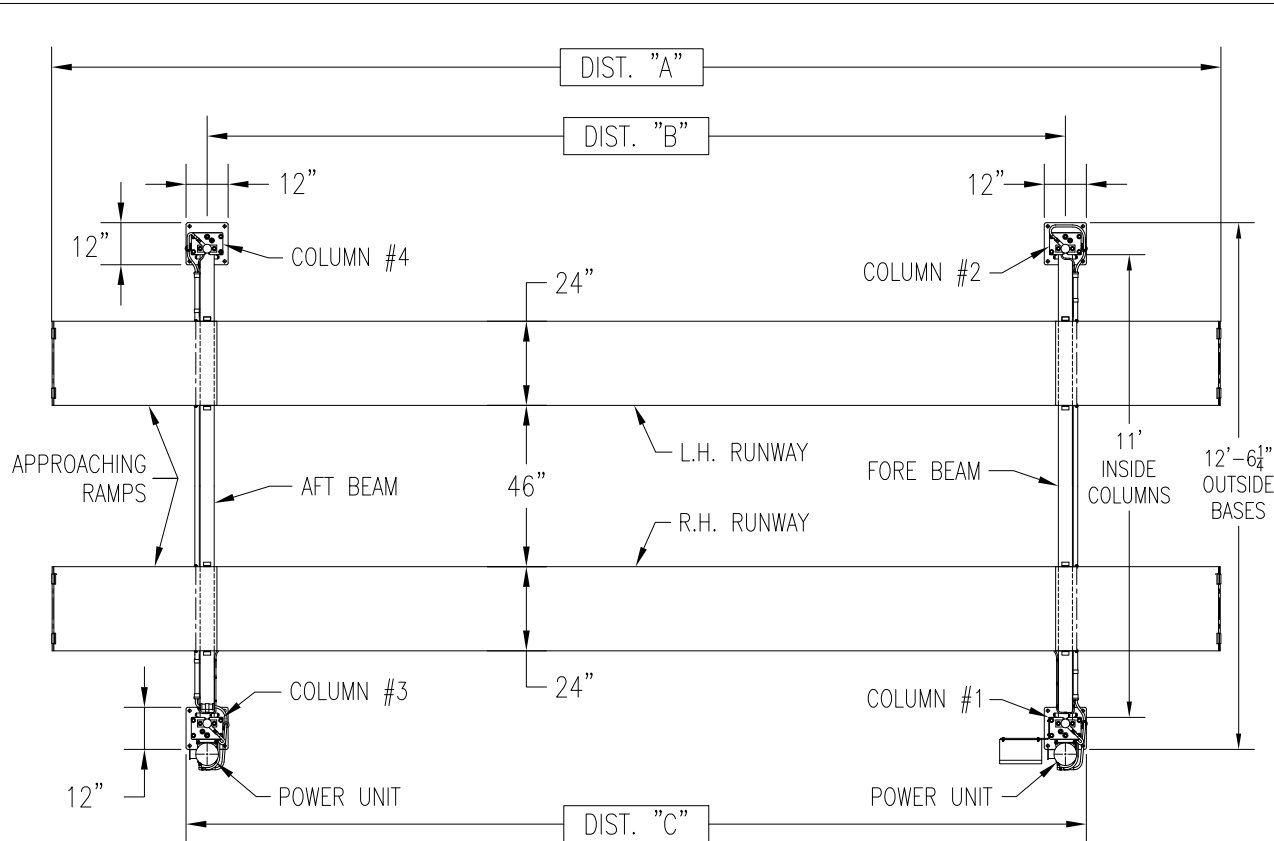 DIST. "A"
DIST. "B"
12"
12"
12"
COLUMN #4
COLUMN #2
24"
APPROACHING
RAMPS
AFT BEAM
46"
L.H. RUNWAY
R.H. RUNWAY
FORE BEAM
11'
INSIDE
COLUMNS
12'-6¼"
OUTSIDE
BASES
24"
COLUMN #3
COLUMN #1
12"
POWER UNIT
POWER UNIT
DIST. "C"